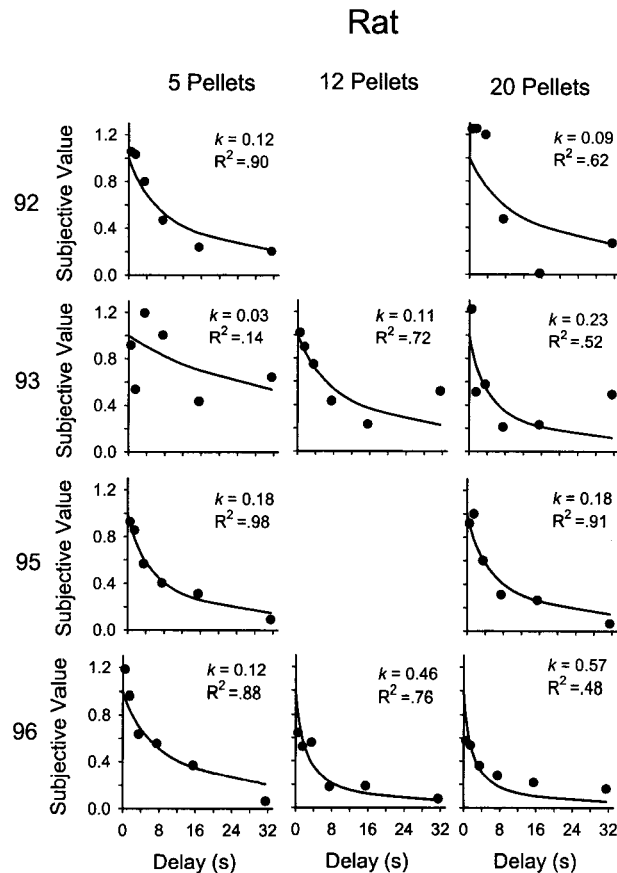 Rat
5 Pellets 12 Pellets 20 Pellets
92
Subjective Value
1.2
0.8
0.4
0.0
k = 0.12
R² =.90
k = 0.09
R² =.62
93
Subjective Value
1.2
0.8
0.4
0.0
k = 0.03
R² =.14
k = 0.11
R² =.72
k = 0.23
R² =.52
95
Subjective Value
1.2
0.8
0.4
0.0
k = 0.18
R² =.98
k = 0.18
R² =.91
96
Subjective Value
1.2
0.8
0.4
0.0
k = 0.12
R² =.88
k = 0.46
R² =.76
k = 0.57
R² =.48
0 8 16 24 32
0 8 16 24 32
0 8 16 24 32
Delay (s) Delay (s) Delay (s)